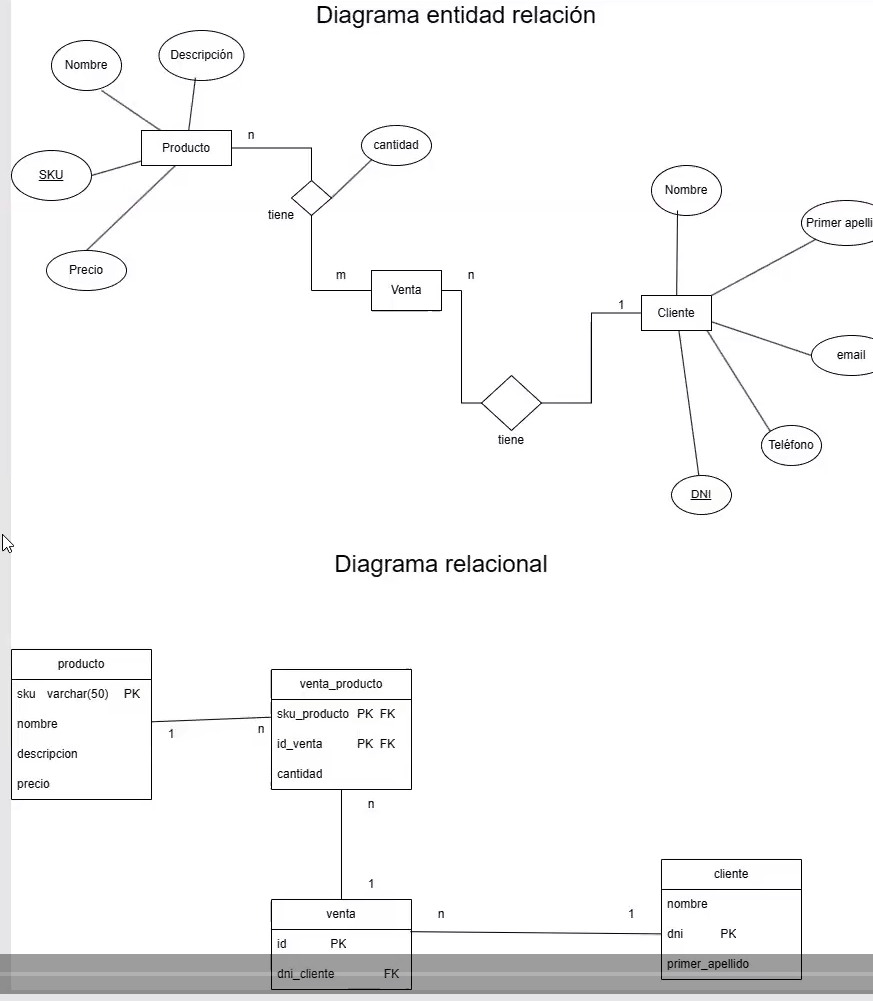 Diagrama entidad relación
Nombre
Descripción
n
Producto
cantidad
SKU
tiene
Nombre
Primer apelli
Precio
m
n
Venta
1
Cliente
email
tiene
Teléfono
DNI
Diagrama relacional
producto
sku varchar(50) PK
nombre
descripcion
precio
1
n
venta_producto
sku_producto PK FK
id_venta PK FK
cantidad
n
1
venta
id PK
dni_cliente FK
n
1
cliente
nombre
dni PK
primer_apellido